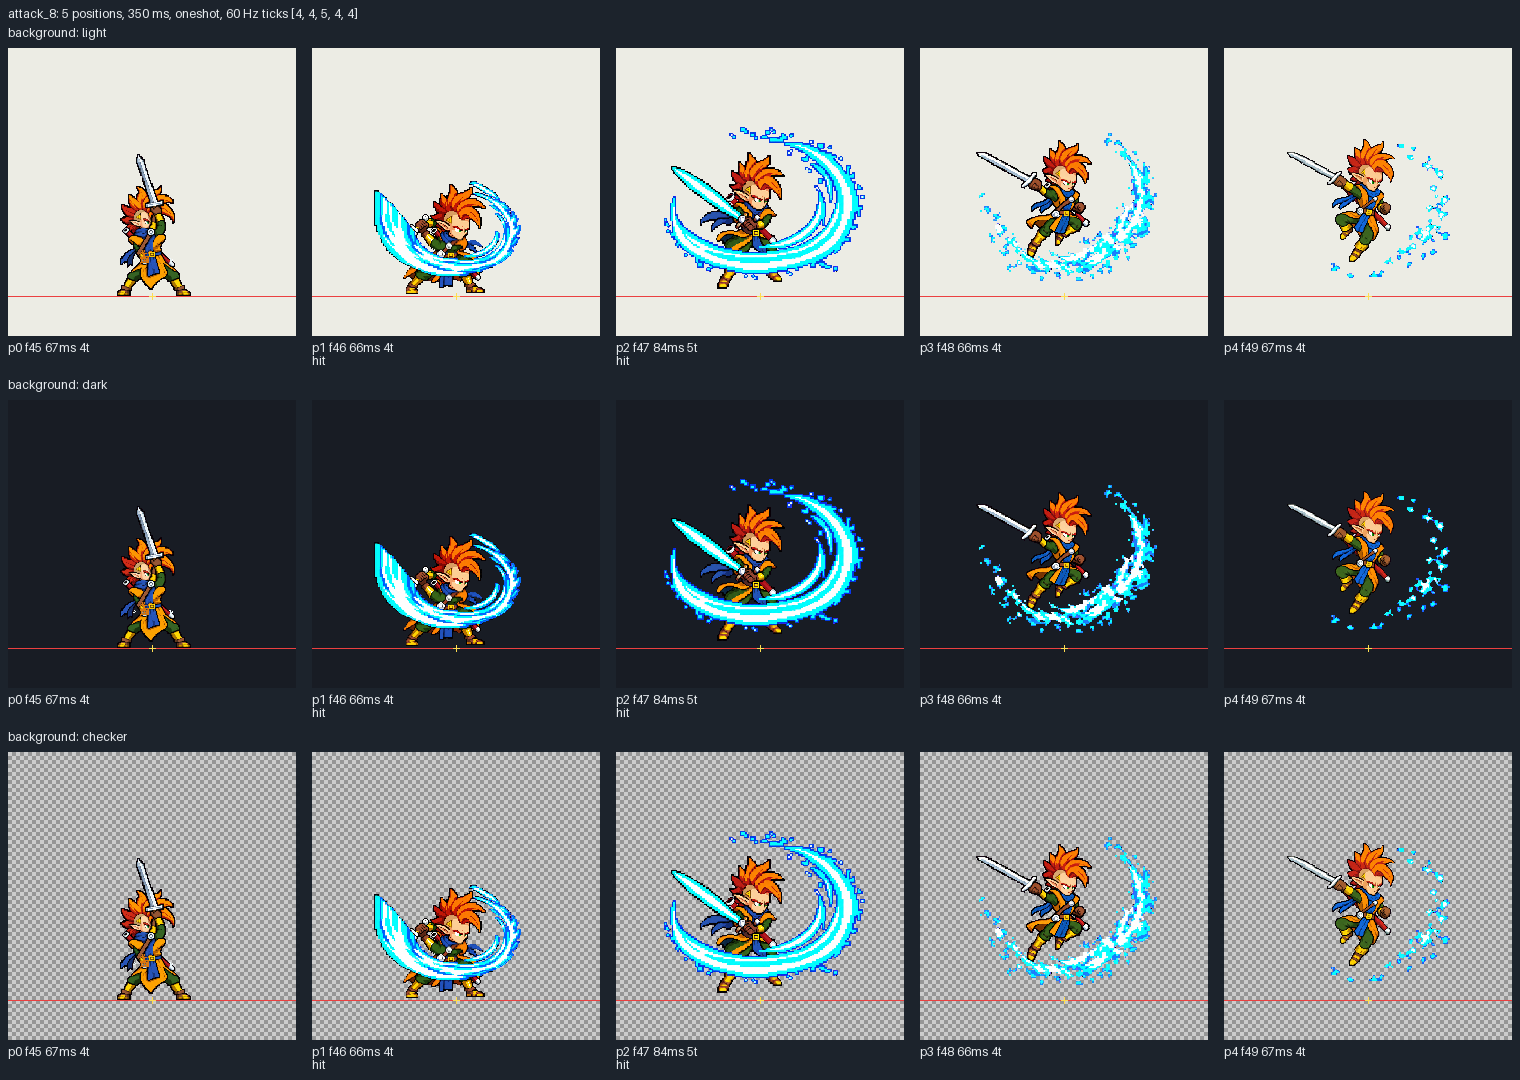 attack_8: 5 positions, 350 ms, oneshot, 60 Hz ticks [4, 4, 5, 4, 4]
background: light
p0 f45 67ms 4t
p1 f46 66ms 4t
hit
p2 f47 84ms 5t
hit
p3 f48 66ms 4t
p4 f49 67ms 4t
background: dark
p0 f45 67ms 4t
p1 f46 66ms 4t
hit
p2 f47 84ms 5t
hit
p3 f48 66ms 4t
p4 f49 67ms 4t
background: checker
p0 f45 67ms 4t
p1 f46 66ms 4t
hit
p2 f47 84ms 5t
hit
p3 f48 66ms 4t
p4 f49 67ms 4t